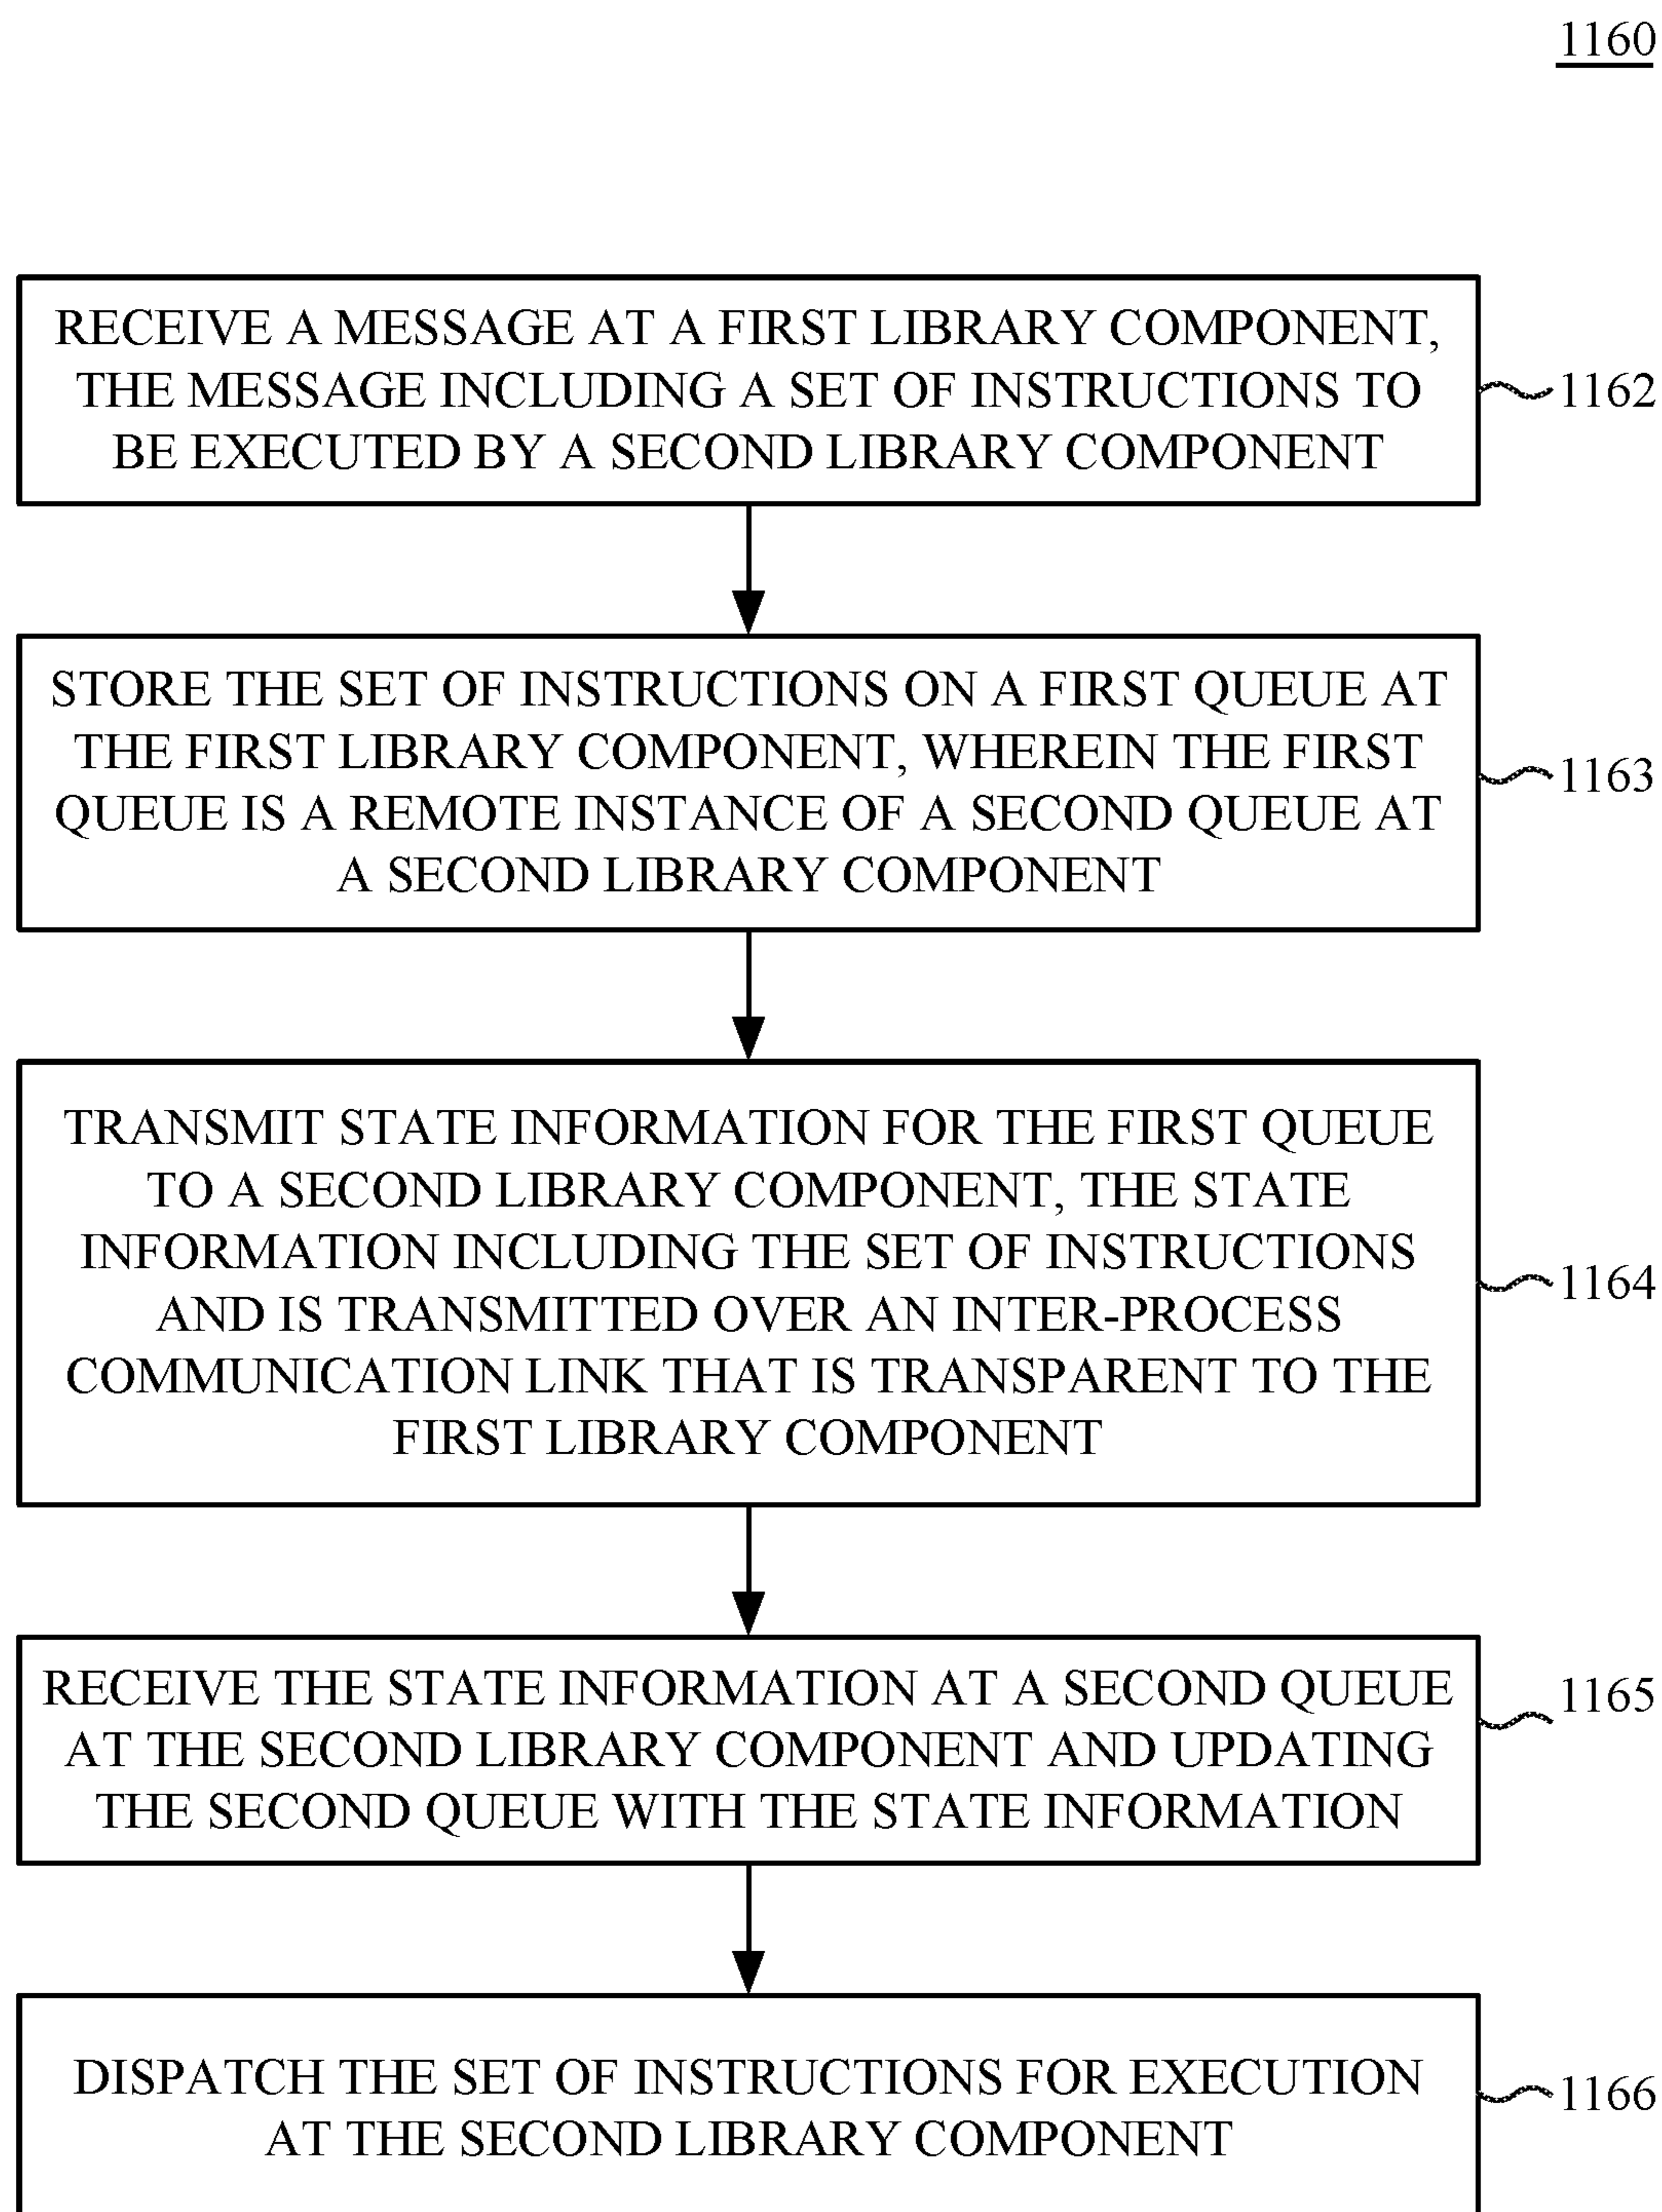 1160
RECEIVE A MESSAGE AT A FIRST LIBRARY COMPONENT,
THE MESSAGE INCLUDING A SET OF INSTRUCTIONS TO
BE EXECUTED BY A SECOND LIBRARY COMPONENT
1162
STORE THE SET OF INSTRUCTIONS ON A FIRST QUEUE AT
THE FIRST LIBRARY COMPONENT, WHEREIN THE FIRST
QUEUE IS A REMOTE INSTANCE OF A SECOND QUEUE AT
A SECOND LIBRARY COMPONENT
1163
TRANSMIT STATE INFORMATION FOR THE FIRST QUEUE
TO A SECOND LIBRARY COMPONENT, THE STATE
INFORMATION INCLUDING THE SET OF INSTRUCTIONS
AND IS TRANSMITTED OVER AN INTER-PROCESS
COMMUNICATION LINK THAT IS TRANSPARENT TO THE
FIRST LIBRARY COMPONENT
1164
RECEIVE THE STATE INFORMATION AT A SECOND QUEUE
AT THE SECOND LIBRARY COMPONENT AND UPDATING
THE SECOND QUEUE WITH THE STATE INFORMATION
1165
DISPATCH THE SET OF INSTRUCTIONS FOR EXECUTION
AT THE SECOND LIBRARY COMPONENT
1166